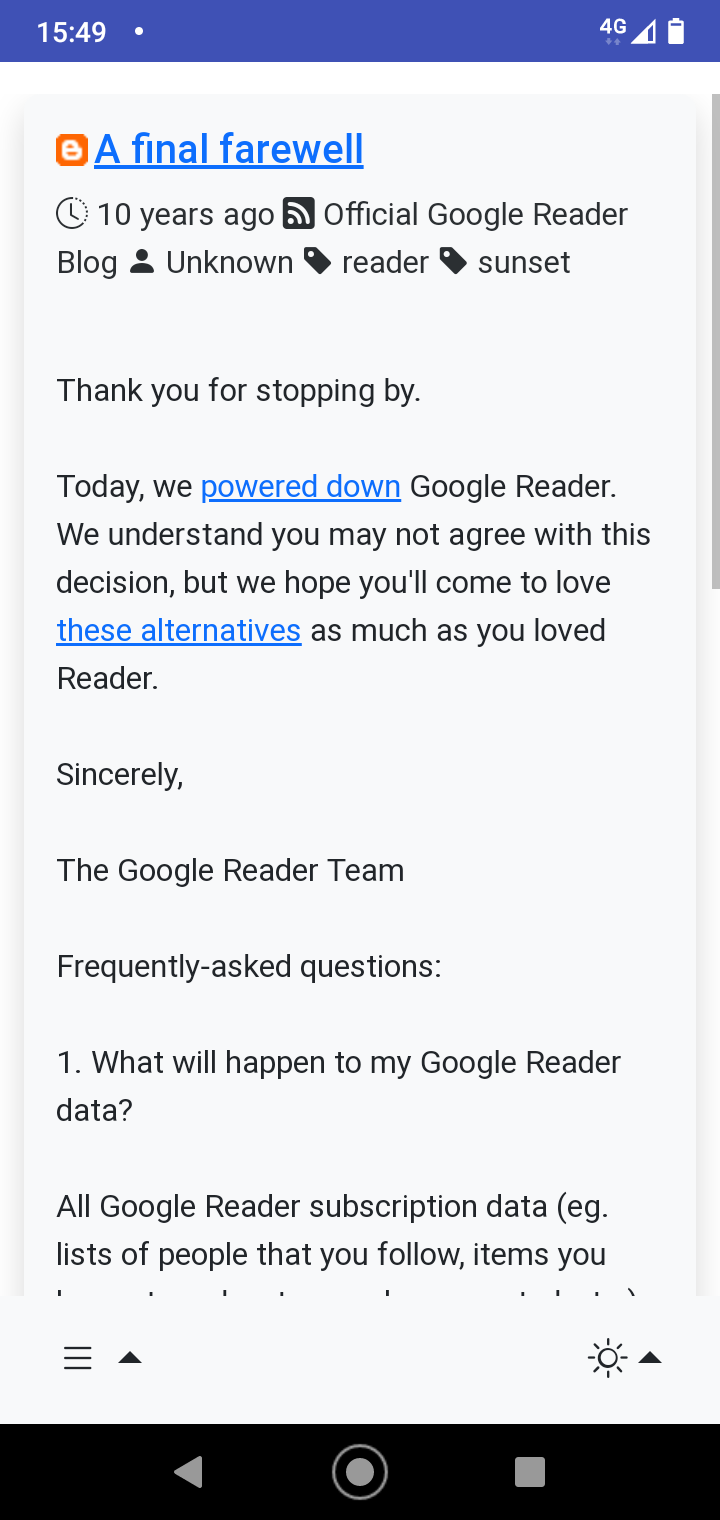 15:49
4G
A final farewell
10 years ago Official Google Reader
Blog Unknown reader sunset
Thank you for stopping by.
Today, we powered down Google Reader.
We understand you may not agree with this
decision, but we hope you'll come to love
these alternatives as much as you loved
Reader.
Sincerely,
The Google Reader Team
Frequently-asked questions:
1. What will happen to my Google Reader
data?
All Google Reader subscription data (eg.
lists of people that you follow, items you